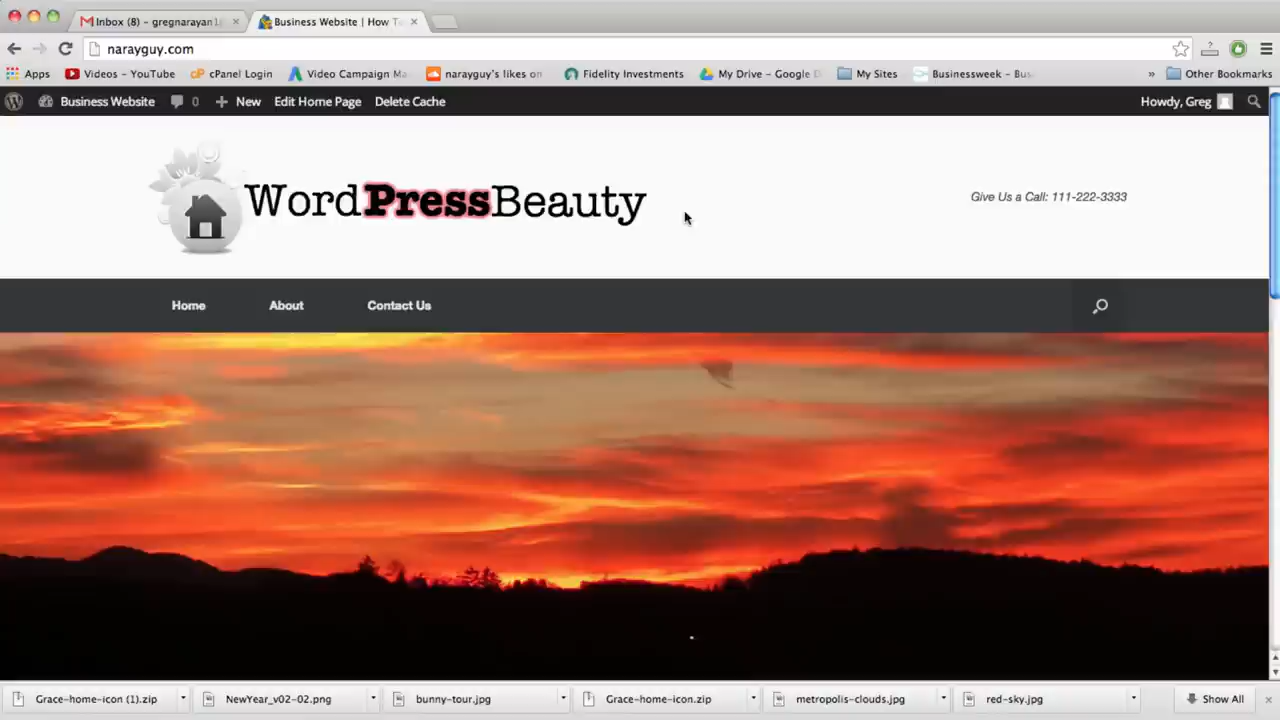 Inbox (8) - gregnarayan1
Business Website | How T
narayguy.com
Apps Videos - YouTube cPanel Login Video Campaign Ma narayguy's likes on Fidelity Investments My Drive - Google D My Sites Businessweek - Bus » Other Bookmarks
Business Website 0 New Edit Home Page Delete Cache Howdy, Greg
WordPressBeauty
Give Us a Call: 111-222-3333
Home About Contact Us
Grace-home-icon (1).zip NewYear_v02-02.png bunny-tour.jpg Grace-home-icon.zip metropolis-clouds.jpg red-sky.jpg Show All